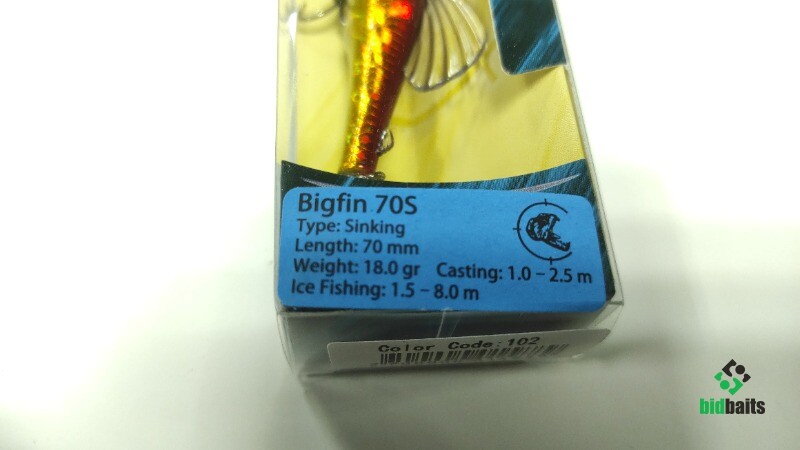 Bigfin 70S
Type: Sinking
Length: 70 mm
Weight: 18.0 gr Casting: 1.0 – 2.5 m
Ice Fishing: 1.5 – 8.0 m
Color Code:102
bidbaits